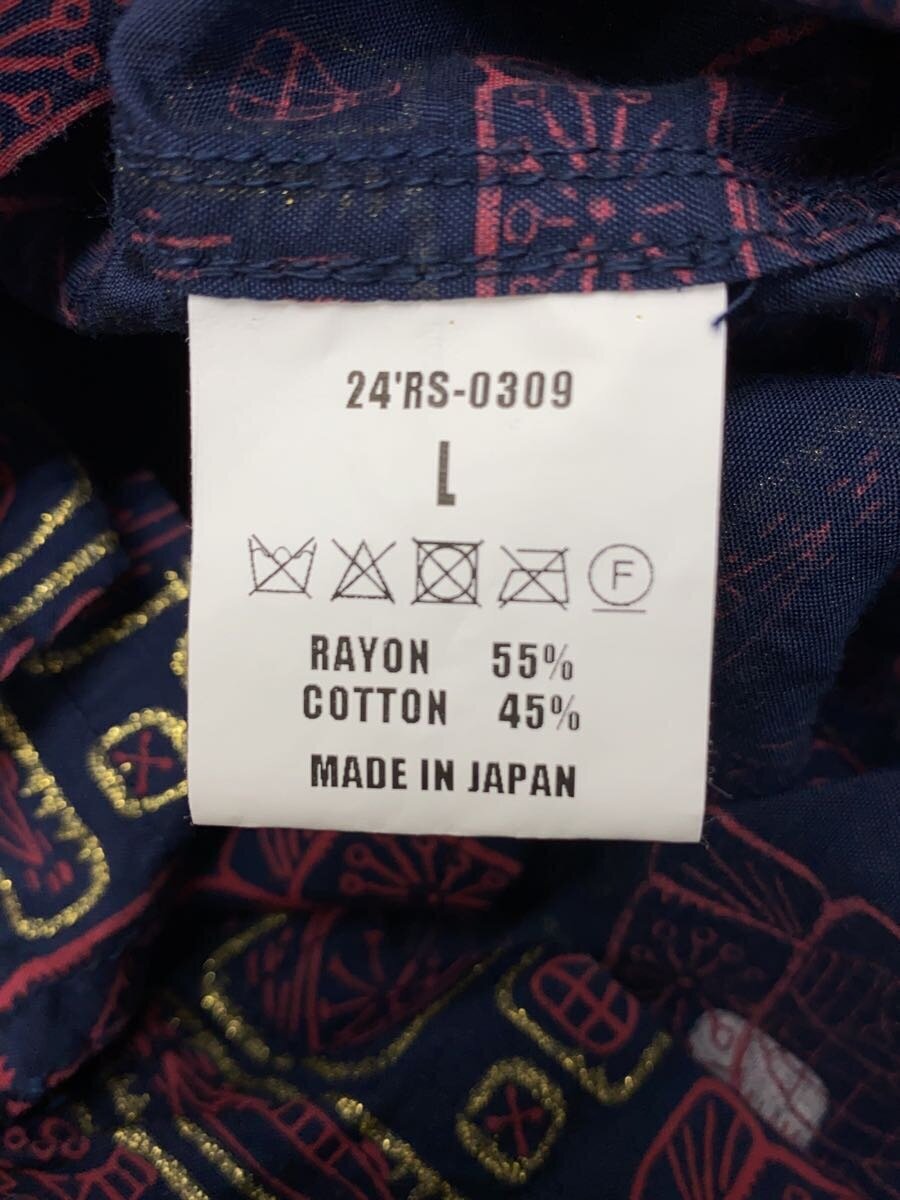 24'RS-0309
L
F
RAYON 55%
COTTON 45%
MADE IN JAPAN